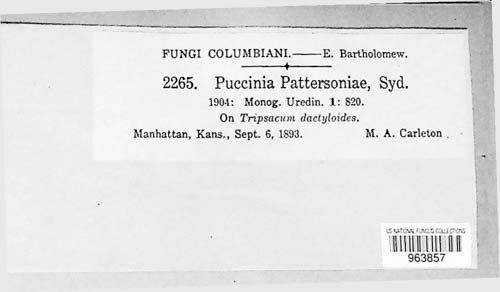 FUNGI COLUMBIANI.——E. Bartholomew.
2265. Puccinia Pattersoniae, Syd.
1904: Monog. Uredin. 1: 820.
On Tripsacum dactyloides.
Manhattan, Kans., Sept. 6, 1893. M. A. Carleton.
US NATIONAL FUNGUS COLLECTIONS
963857